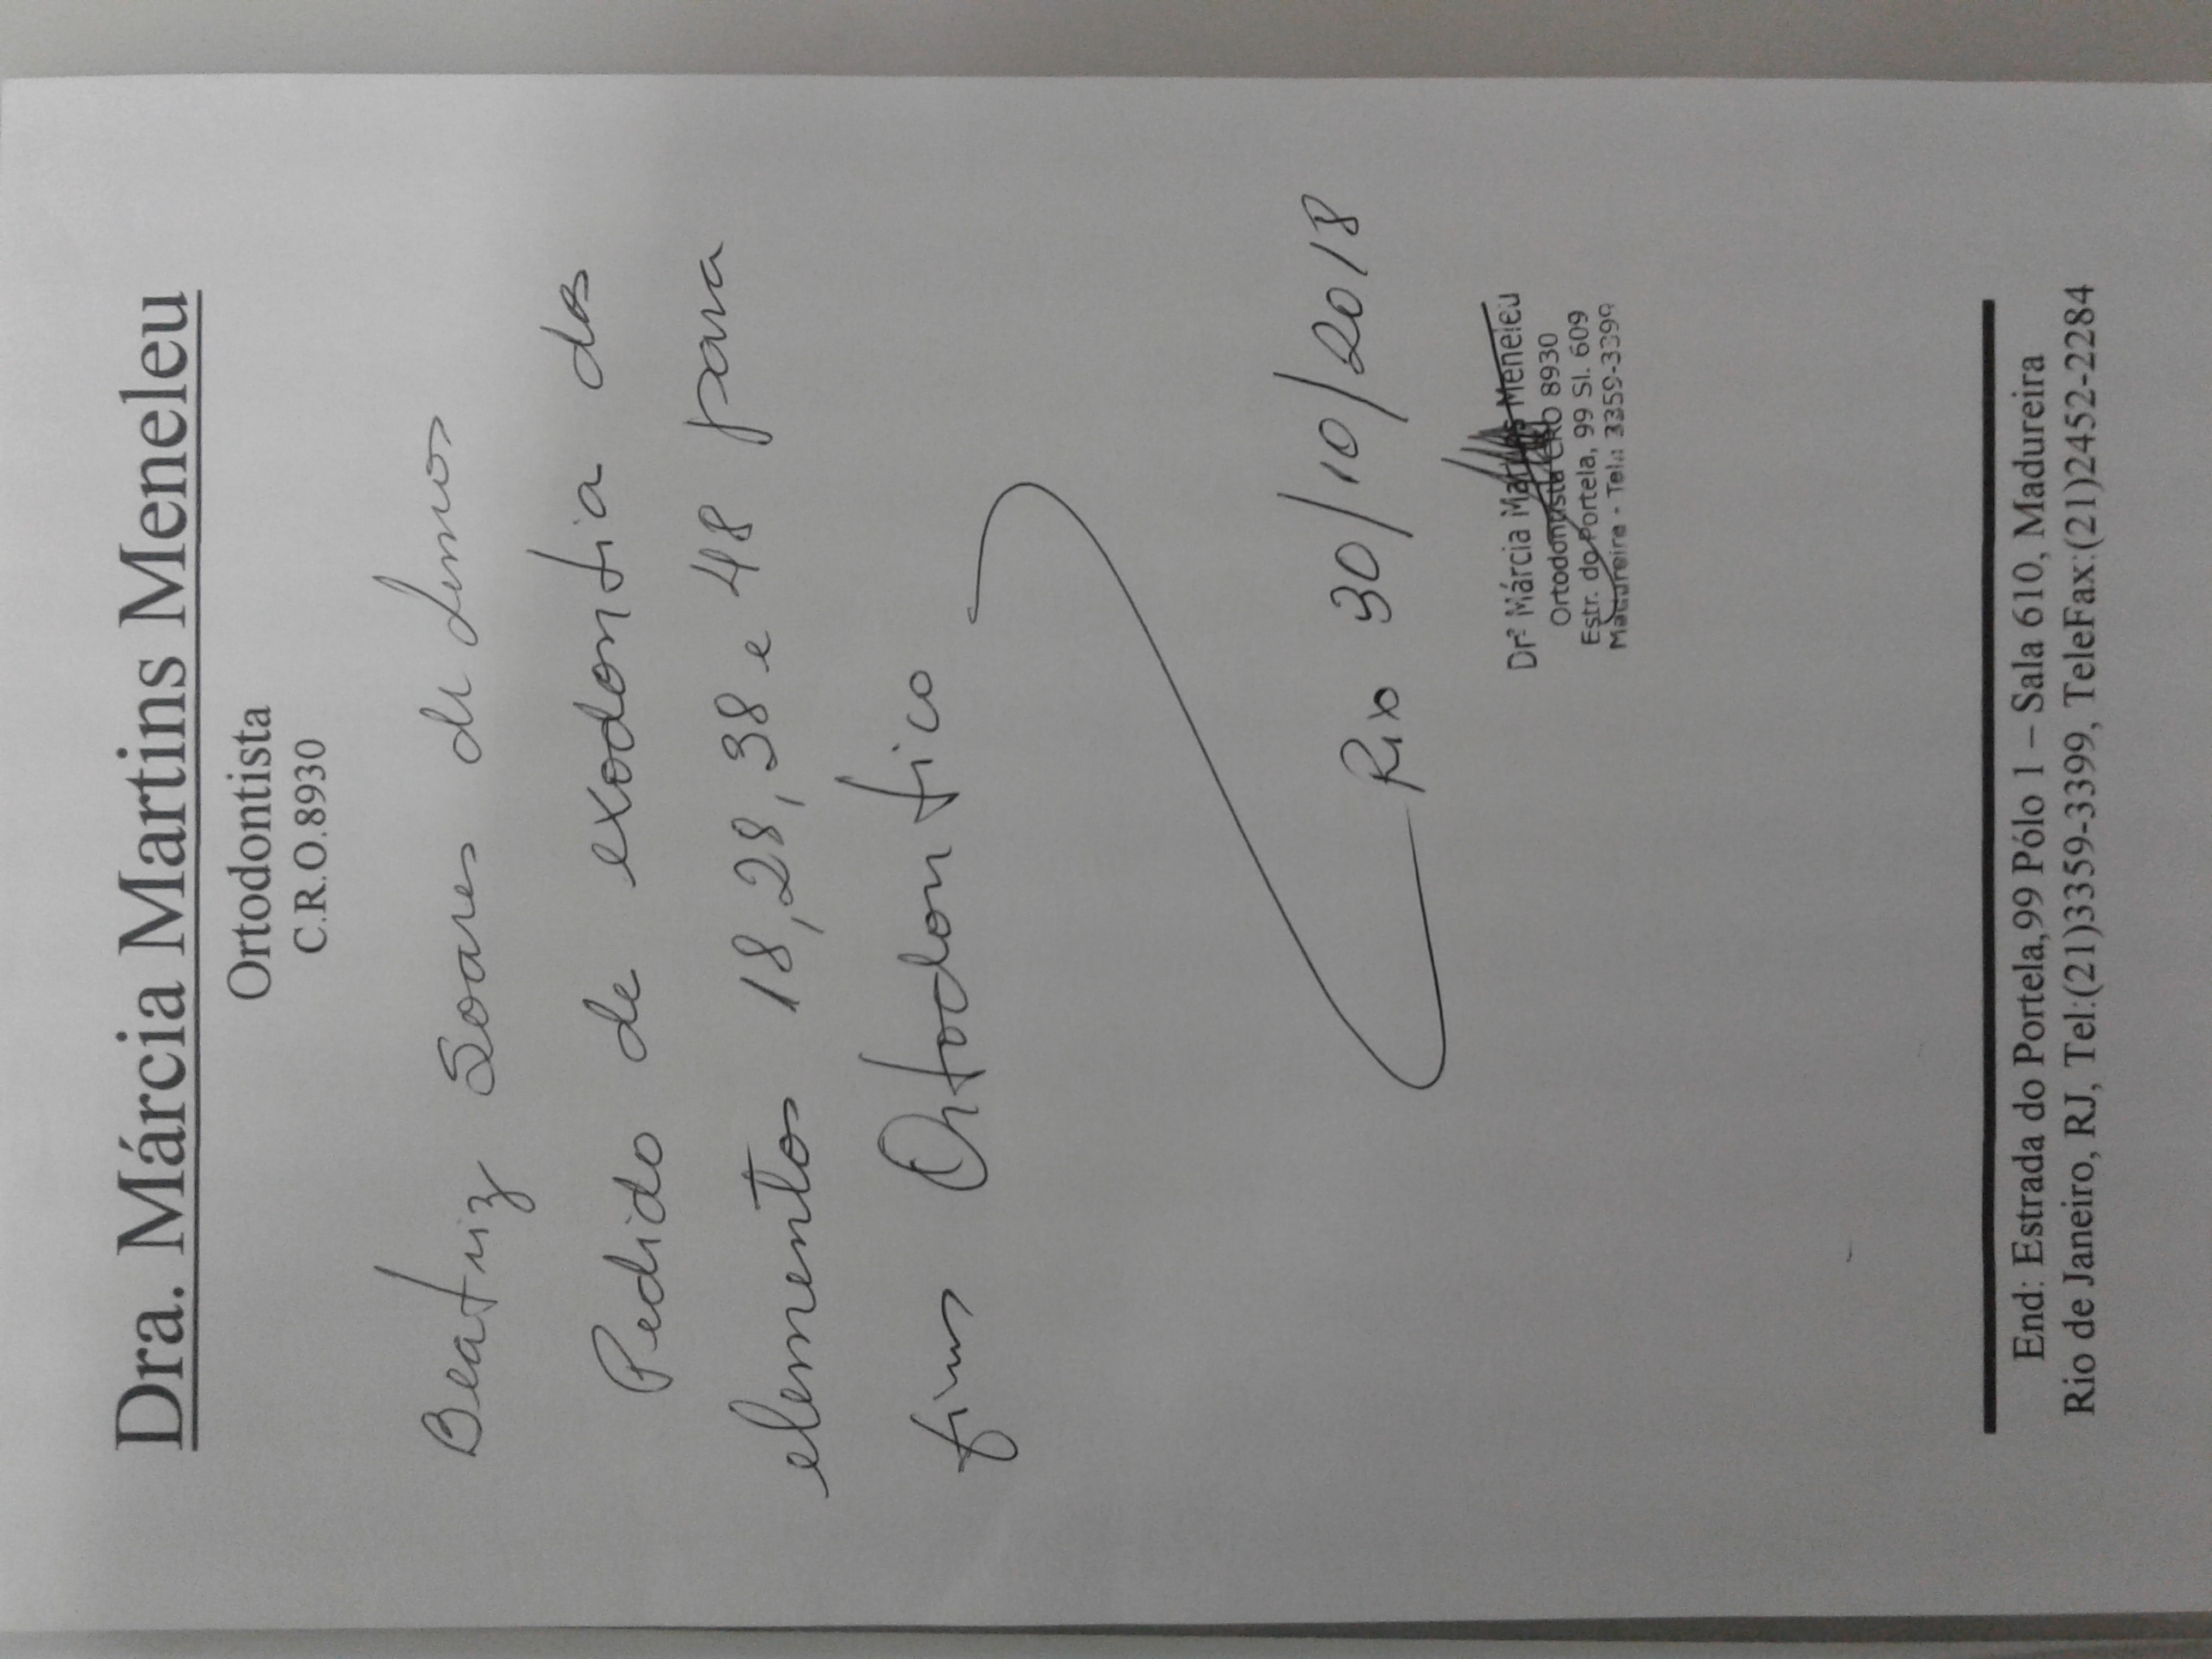 Dra. Márcia Martins Meneleu
Ortodontista
C.R.O.8930
Beatriz Soares de Lemos
Pedido de exodontia dos
elementos 18, 28, 38 e 48 para
fins Ortodontico
Rio 30/10/2018
Drª Márcia Martins Meneleu
Ortodontista CRO 8930
Estr. do Portela, 99 Sl. 609
Madureira - Tel.: 3359-3399
End: Estrada do Portela,99 Pólo 1 – Sala 610, Madureira
Rio de Janeiro, RJ, Tel:(21)3359-3399, TeleFax:(21)2452-2284